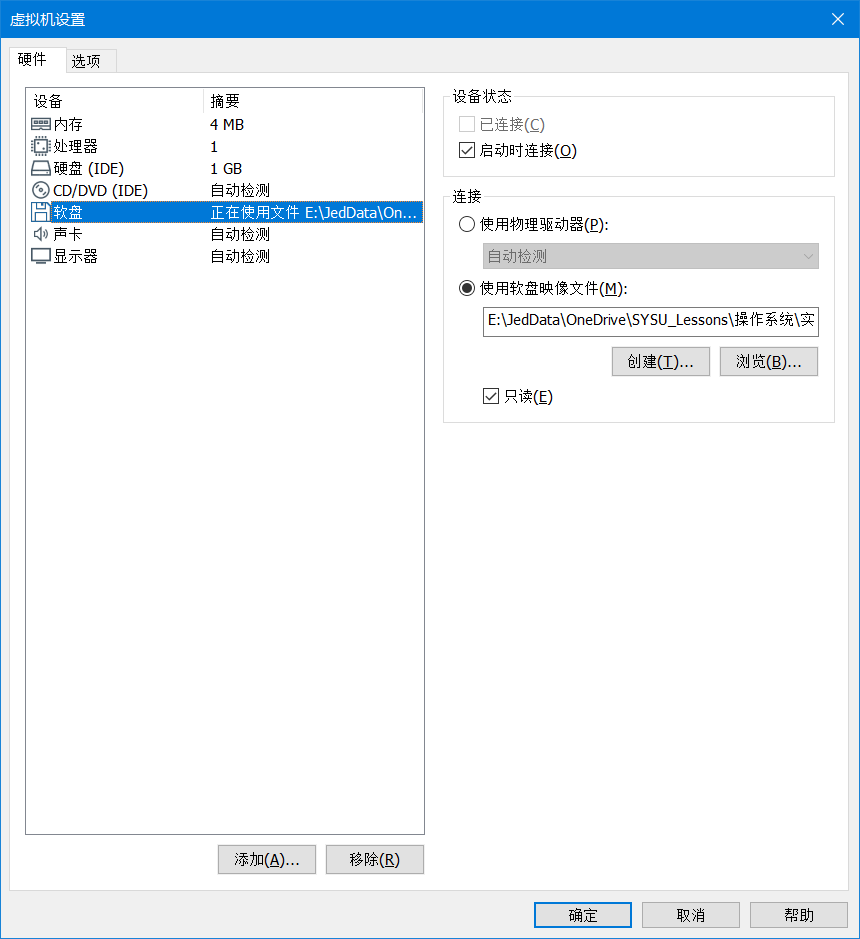 虚拟机设置
硬件 选项
设备 摘要
内存 4 MB
处理器 1
硬盘 (IDE) 1 GB
CD/DVD (IDE) 自动检测
软盘 正在使用文件 E:\JedData\On...
声卡 自动检测
显示器 自动检测
添加(A)... 移除(R)
设备状态
已连接(C)
启动时连接(O)
连接
使用物理驱动器(P):
自动检测
使用软盘映像文件(M):
E:\JedData\OneDrive\SYSU_Lessons\操作系统\实
创建(T)... 浏览(B)...
只读(E)
确定 取消 帮助